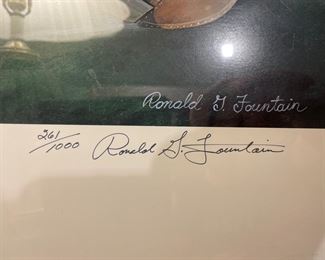 Ronald G Fountain
261/1000 Ronald G. Fountain